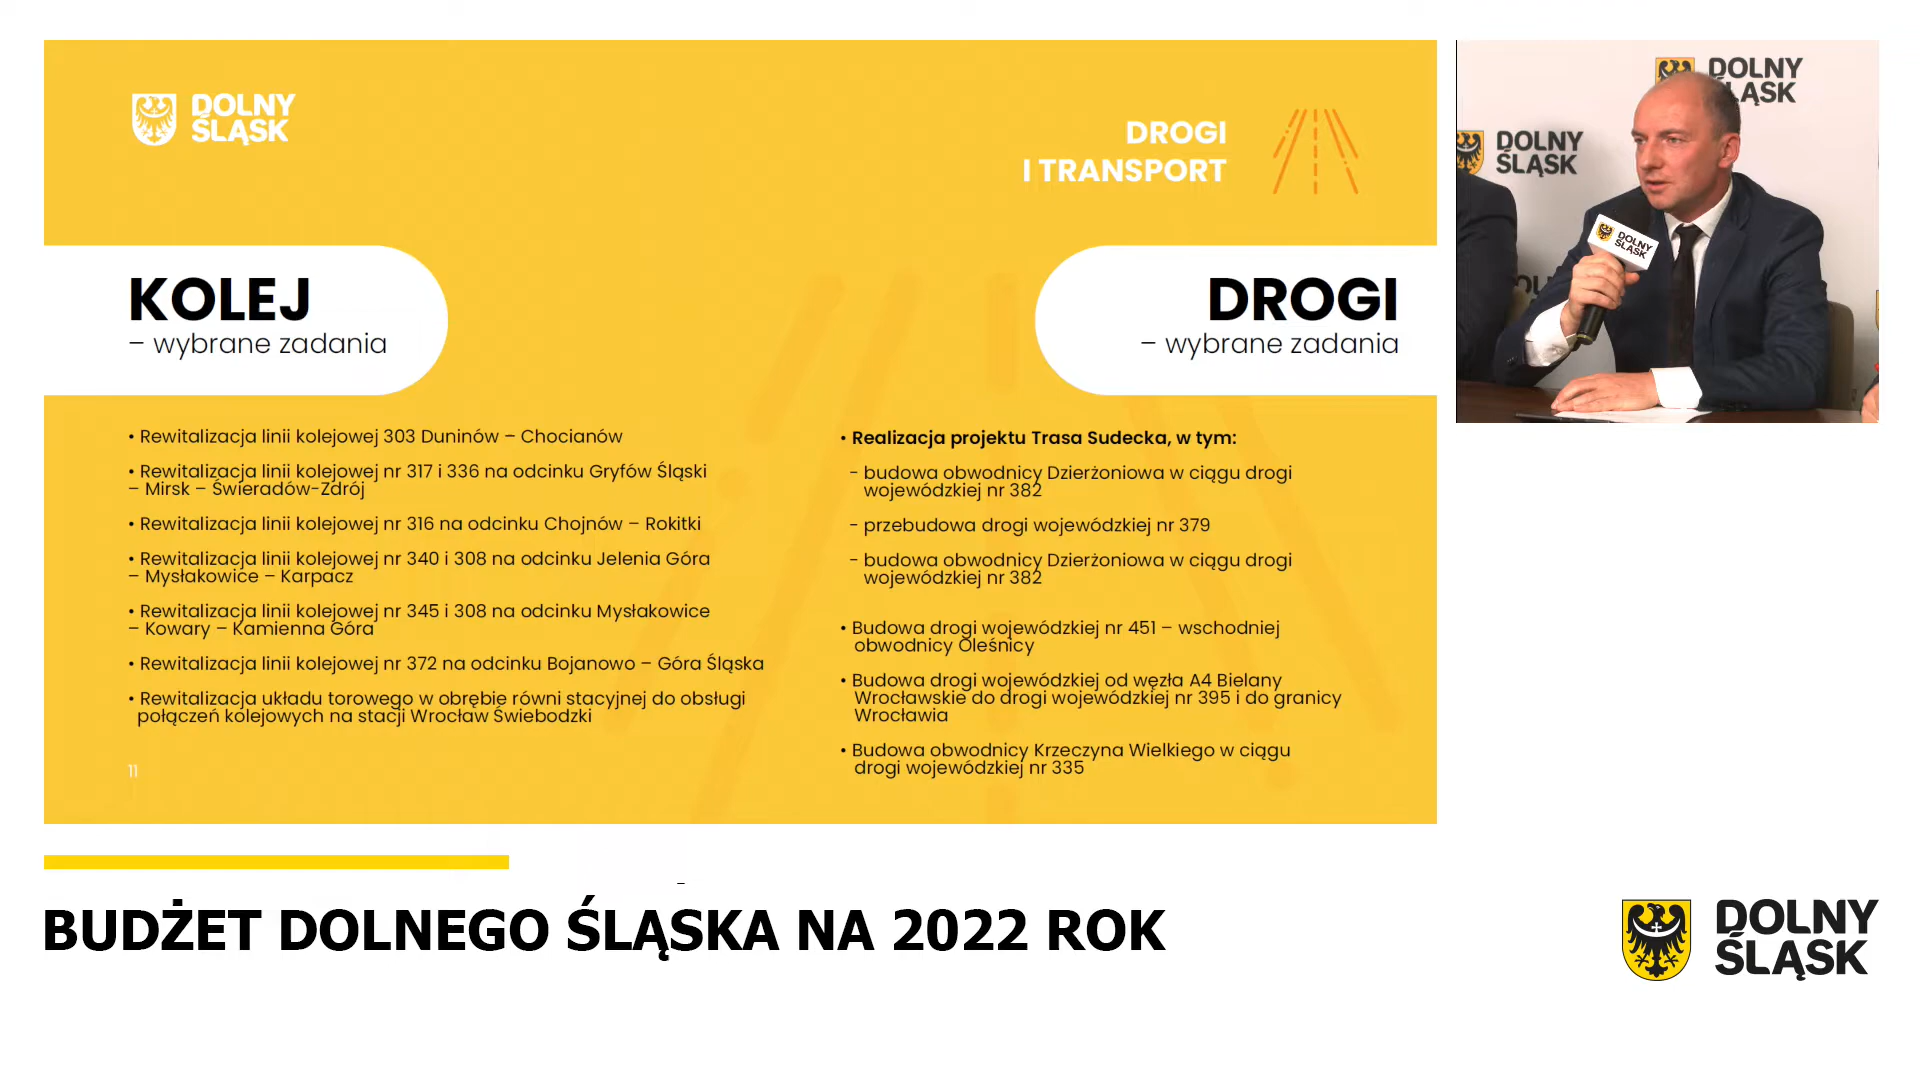 DOLNY
ŚLĄSK
DROGI
I TRANSPORT
KOLEJ
– wybrane zadania
DROGI
– wybrane zadania
• Rewitalizacja linii kolejowej 303 Duninów – Chocianów
• Rewitalizacja linii kolejowej nr 317 i 336 na odcinku Gryfów Śląski
– Mirsk – Świeradów-Zdrój
• Rewitalizacja linii kolejowej nr 316 na odcinku Chojnów – Rokitki
• Rewitalizacja linii kolejowej nr 340 i 308 na odcinku Jelenia Góra
– Mysłakowice – Karpacz
• Rewitalizacja linii kolejowej nr 345 i 308 na odcinku Mysłakowice
– Kowary – Kamienna Góra
• Rewitalizacja linii kolejowej nr 372 na odcinku Bojanowo – Góra Śląska
• Rewitalizacja układu torowego w obrębie równi stacyjnej do obsługi
połączeń kolejowych na stacji Wrocław Świebodzki
11
• Realizacja projektu Trasa Sudecka, w tym:
- budowa obwodnicy Dzierżoniowa w ciągu drogi
wojewódzkiej nr 382
- przebudowa drogi wojewódzkiej nr 379
- budowa obwodnicy Dzierżoniowa w ciągu drogi
wojewódzkiej nr 382
• Budowa drogi wojewódzkiej nr 451 – wschodniej
obwodnicy Oleśnicy
• Budowa drogi wojewódzkiej od węzła A4 Bielany
Wrocławskie do drogi wojewódzkiej nr 395 i do granicy
Wrocławia
• Budowa obwodnicy Krzeczyna Wielkiego w ciągu
drogi wojewódzkiej nr 335
DOLNY
ŚLĄSK
DOLNY
ŚLĄSK
DOLNY
ŚLĄSK
BUDŻET DOLNEGO ŚLĄSKA NA 2022 ROK
DOLNY
ŚLĄSK